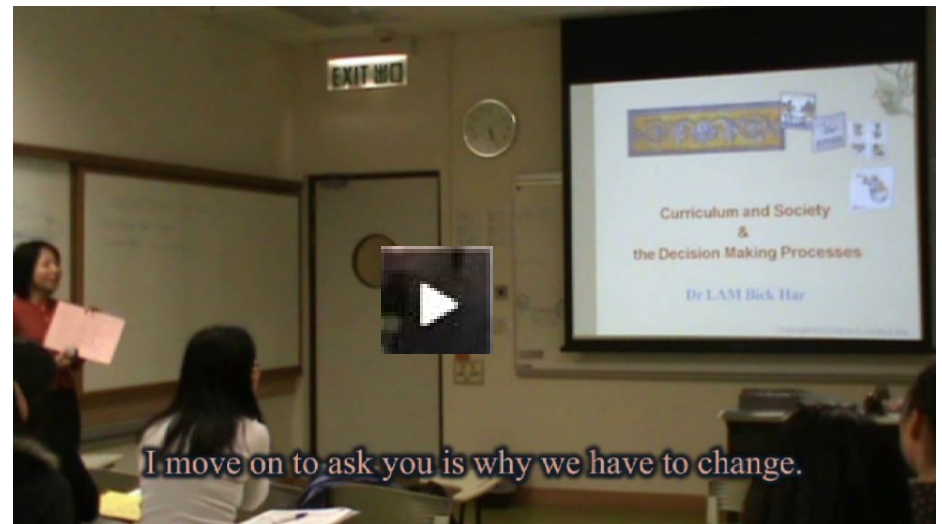 EXIT 出口
Curriculum and Society
&
the Decision Making Processes
Dr LAM Bick Har
I move on to ask you is why we have to change.